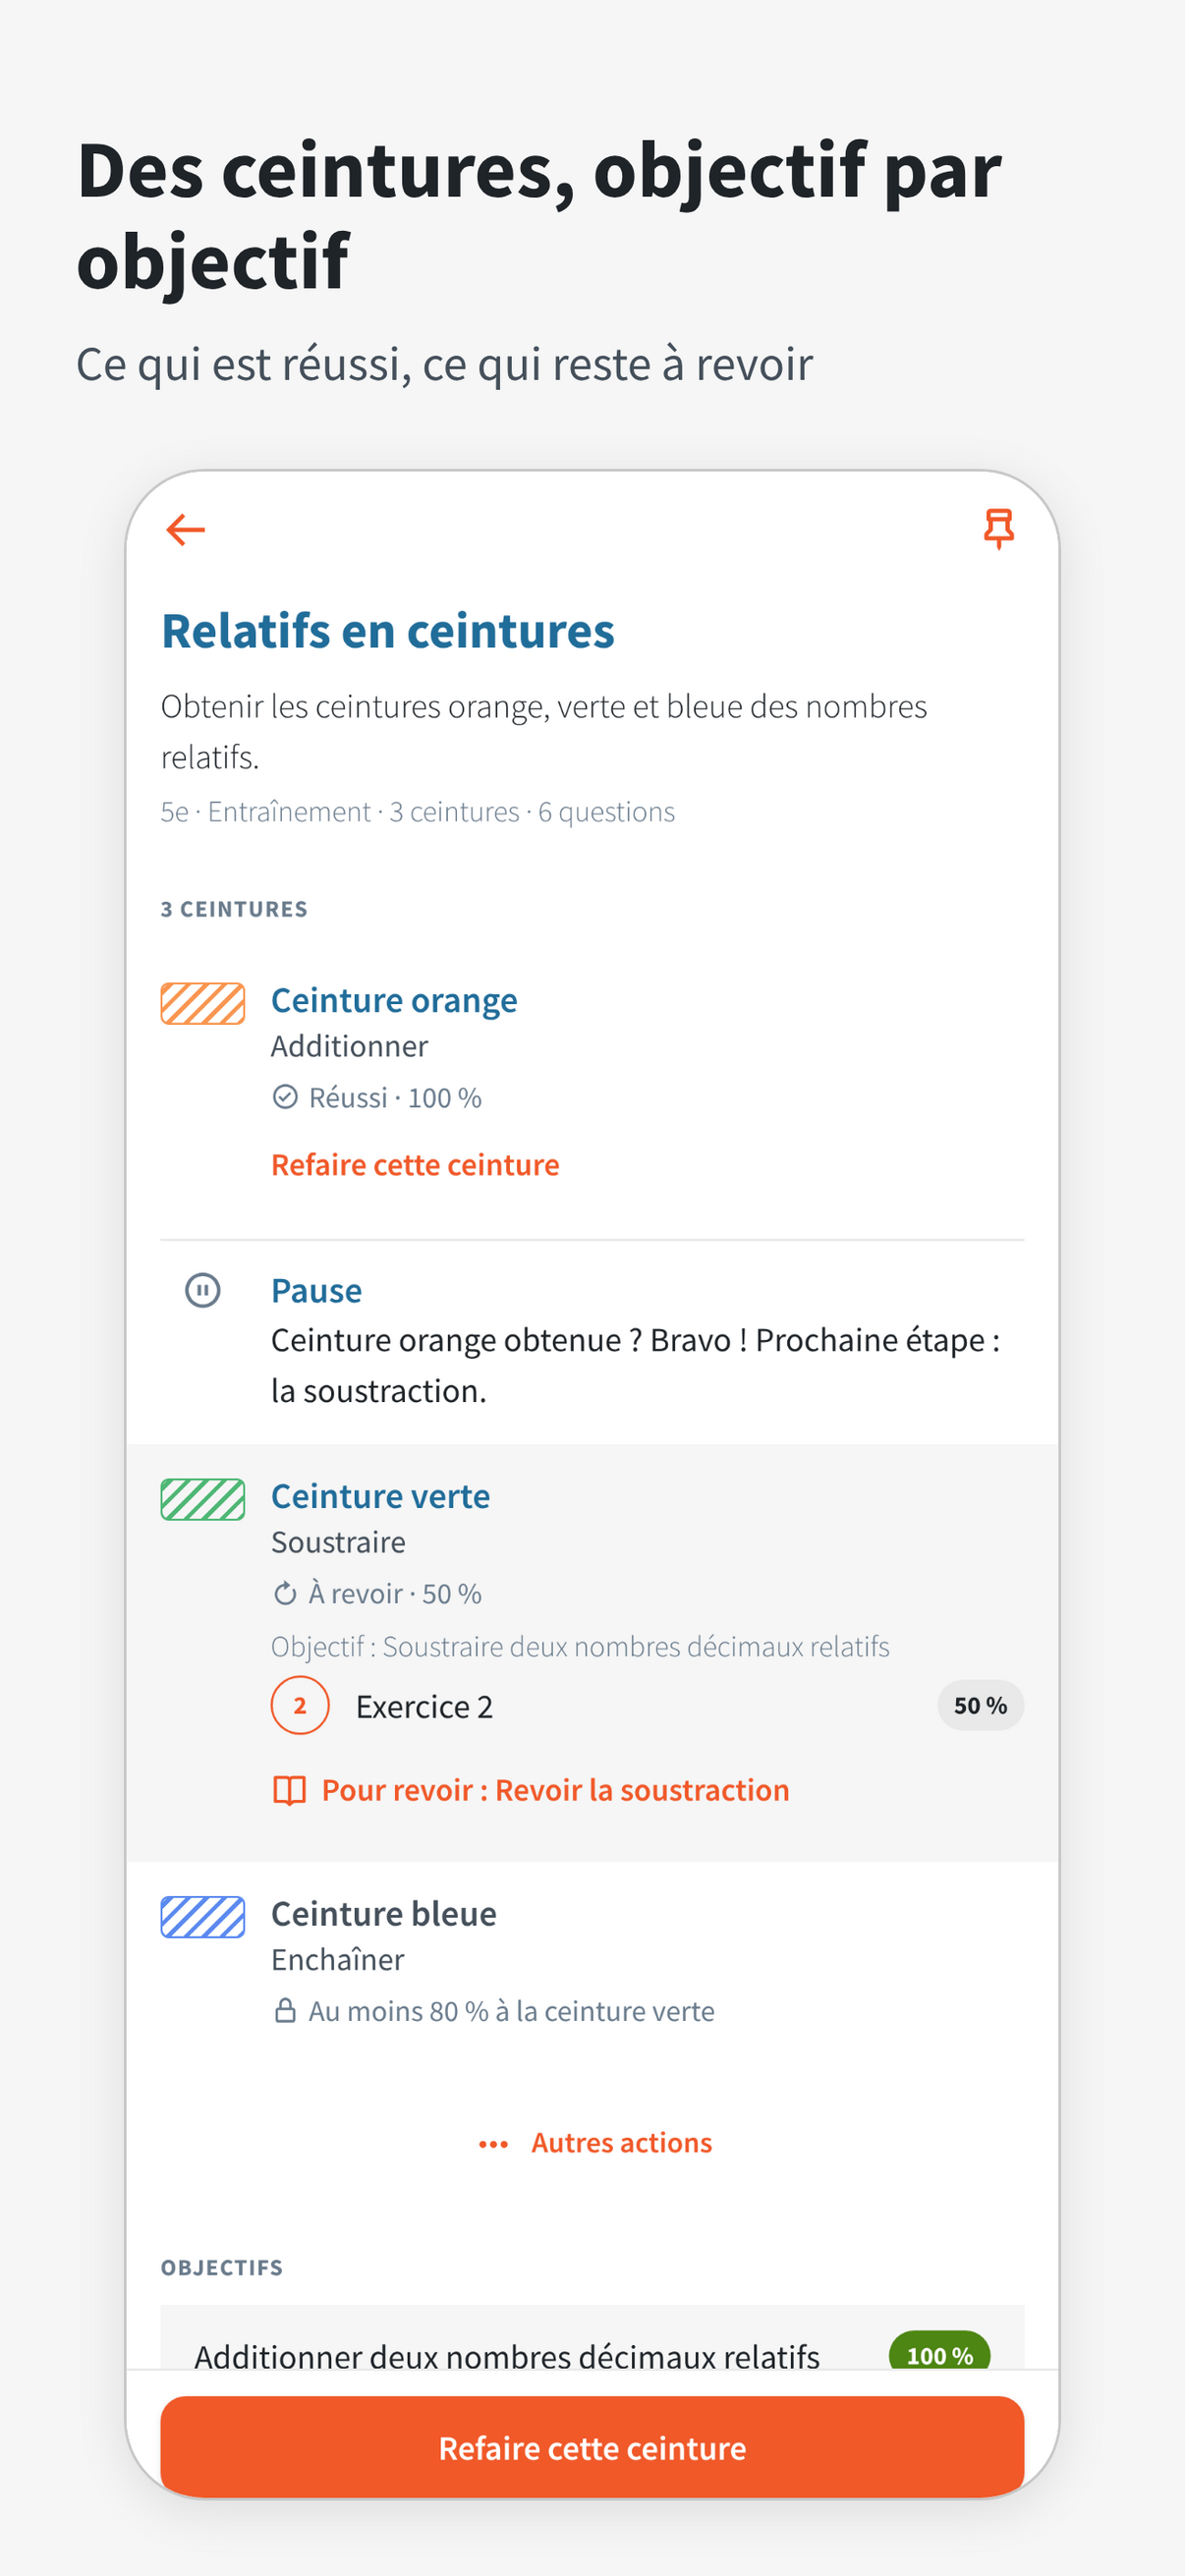 Des ceintures, objectif par
objectif
Ce qui est réussi, ce qui reste à revoir
Relatifs en ceintures
Obtenir les ceintures orange, verte et bleue des nombres
relatifs.
5e · Entraînement · 3 ceintures · 6 questions
3 CEINTURES
Ceinture orange
Additionner
Réussi · 100 %
Refaire cette ceinture
Pause
Ceinture orange obtenue ? Bravo ! Prochaine étape :
la soustraction.
Ceinture verte
Soustraire
À revoir · 50 %
Objectif : Soustraire deux nombres décimaux relatifs
2 Exercice 2 50 %
Pour revoir : Revoir la soustraction
Ceinture bleue
Enchaîner
Au moins 80 % à la ceinture verte
••• Autres actions
OBJECTIFS
Additionner deux nombres décimaux relatifs 100 %
Refaire cette ceinture